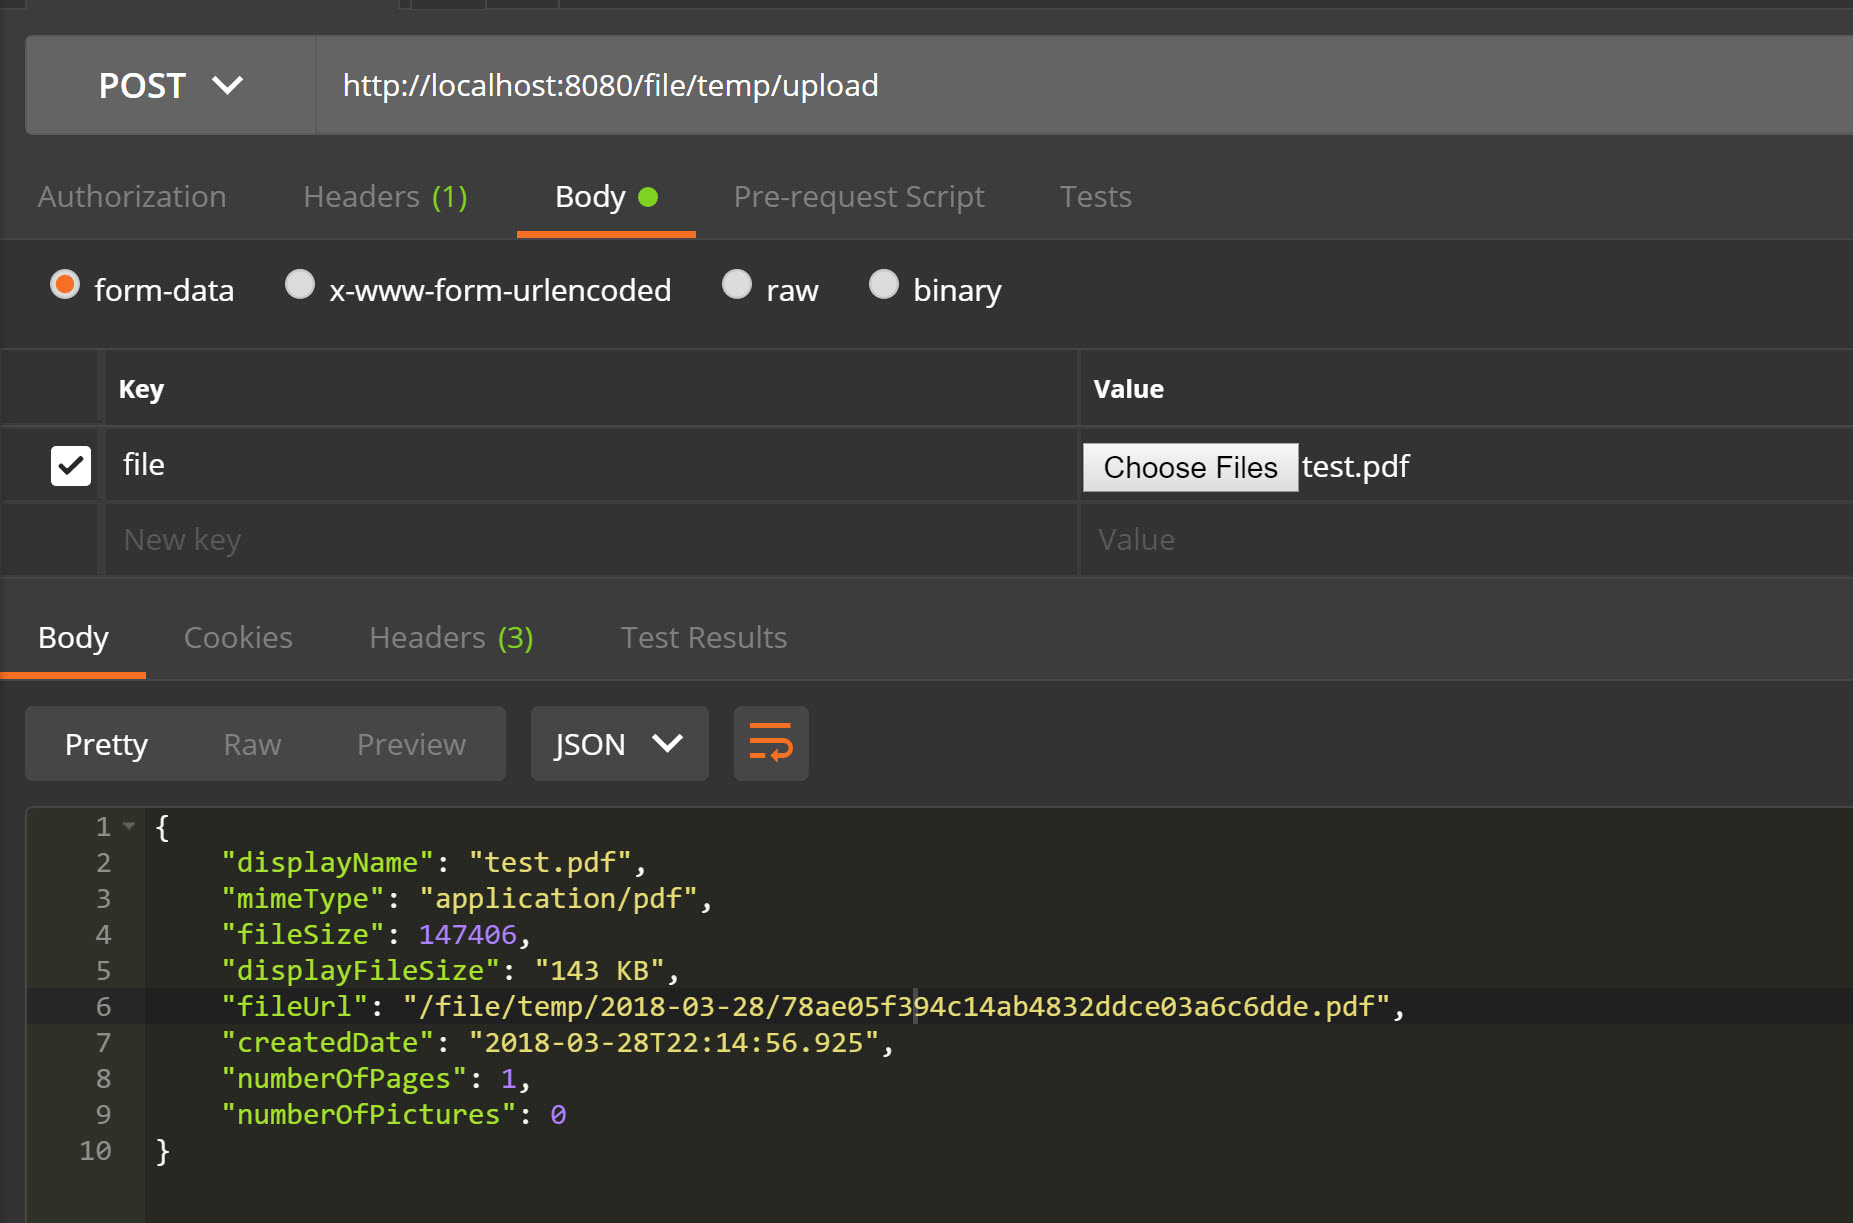 POST http://localhost:8080/file/temp/upload
Authorization Headers (1) Body Pre-request Script Tests
form-data x-www-form-urlencoded raw binary
Key Value
file Choose Files test.pdf
New key Value
Body Cookies Headers (3) Test Results
Pretty Raw Preview JSON
1 {
2 "displayName": "test.pdf",
3 "mimeType": "application/pdf",
4 "fileSize": 147406,
5 "displayFileSize": "143 KB",
6 "fileUrl": "/file/temp/2018-03-28/78ae05f394c14ab4832ddce03a6c6dde.pdf",
7 "createdDate": "2018-03-28T22:14:56.925",
8 "numberOfPages": 1,
9 "numberOfPictures": 0
10 }